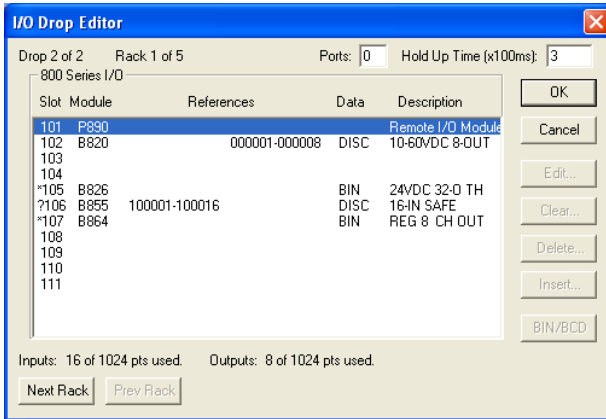 I/O Drop Editor
Drop 2 of 2 Rack 1 of 5 Ports: 0 Hold Up Time (x100ms): 3
800 Series I/O
Slot Module References Data Description
101 P890 Remote I/O Module
102 B820 000001-000008 DISC 10-60VDC 8-OUT
103
104
*105 B826 BIN 24VDC 32-O TH
?106 B855 100001-100016 DISC 16-IN SAFE
*107 B864 BIN REG 8 CH OUT
108
109
110
111
OK
Cancel
Edit...
Clear...
Delete...
Insert...
BIN/BCD
Inputs: 16 of 1024 pts used. Outputs: 8 of 1024 pts used.
Next Rack Prev Rack